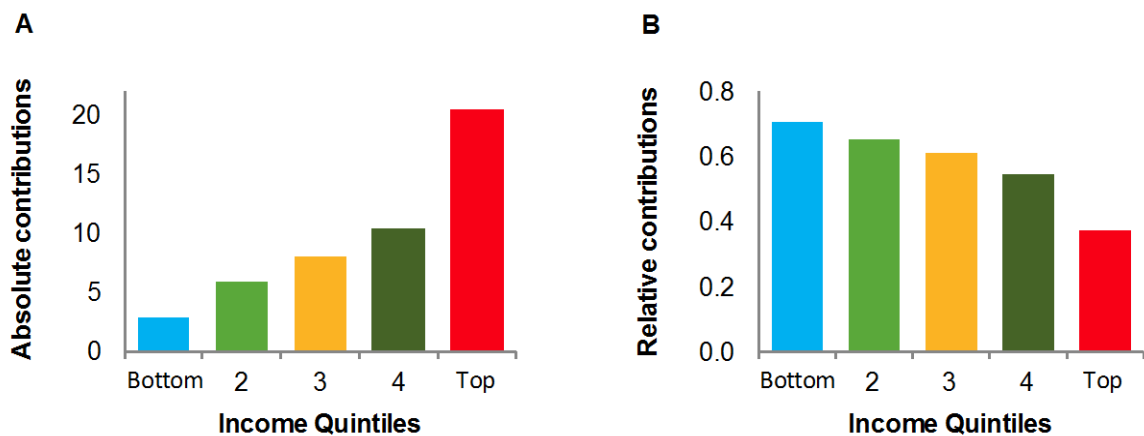 A
Absolute contributions
20
15
10
5
0
Bottom 2 3 4 Top
Income Quintiles
B
Relative contributions
0.8
0.6
0.4
0.2
0.0
Bottom 2 3 4 Top
Income Quintiles